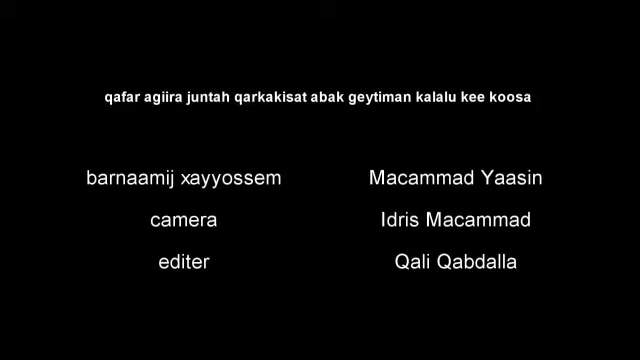 qafar agiira juntah qarkakisat abak geytiman kalalu kee koosa
barnaamij xayyossem Macammad Yaasin
camera Idris Macammad
editer Qali Qabdalla